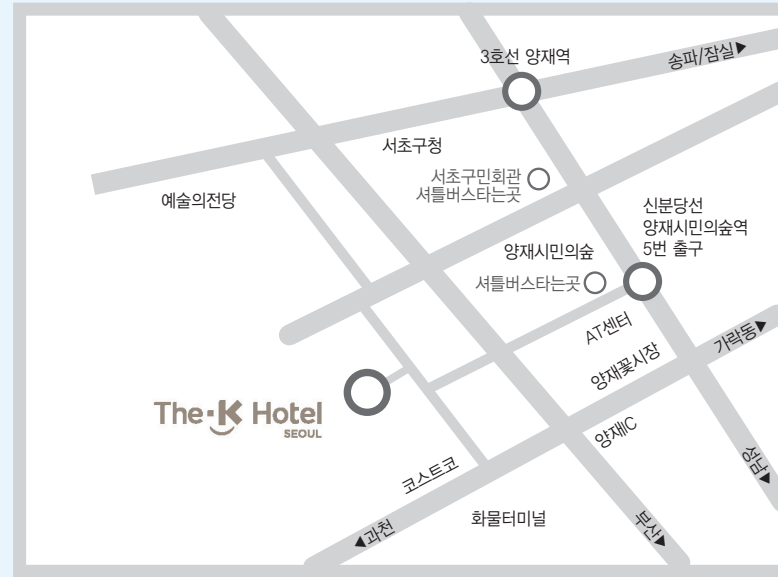 3호선 양재역
송파/잠실▶
서초구청
예술의전당
서초구민회관
셔틀버스타는곳
신분당선
양재시민의숲역
5번 출구
양재시민의숲
셔틀버스타는곳
AT센터
가락동▶
양재꽃시장
The K Hotel
SEOUL
양재IC
성남▶
코스트코
화물터미널
◀과천
부산▶